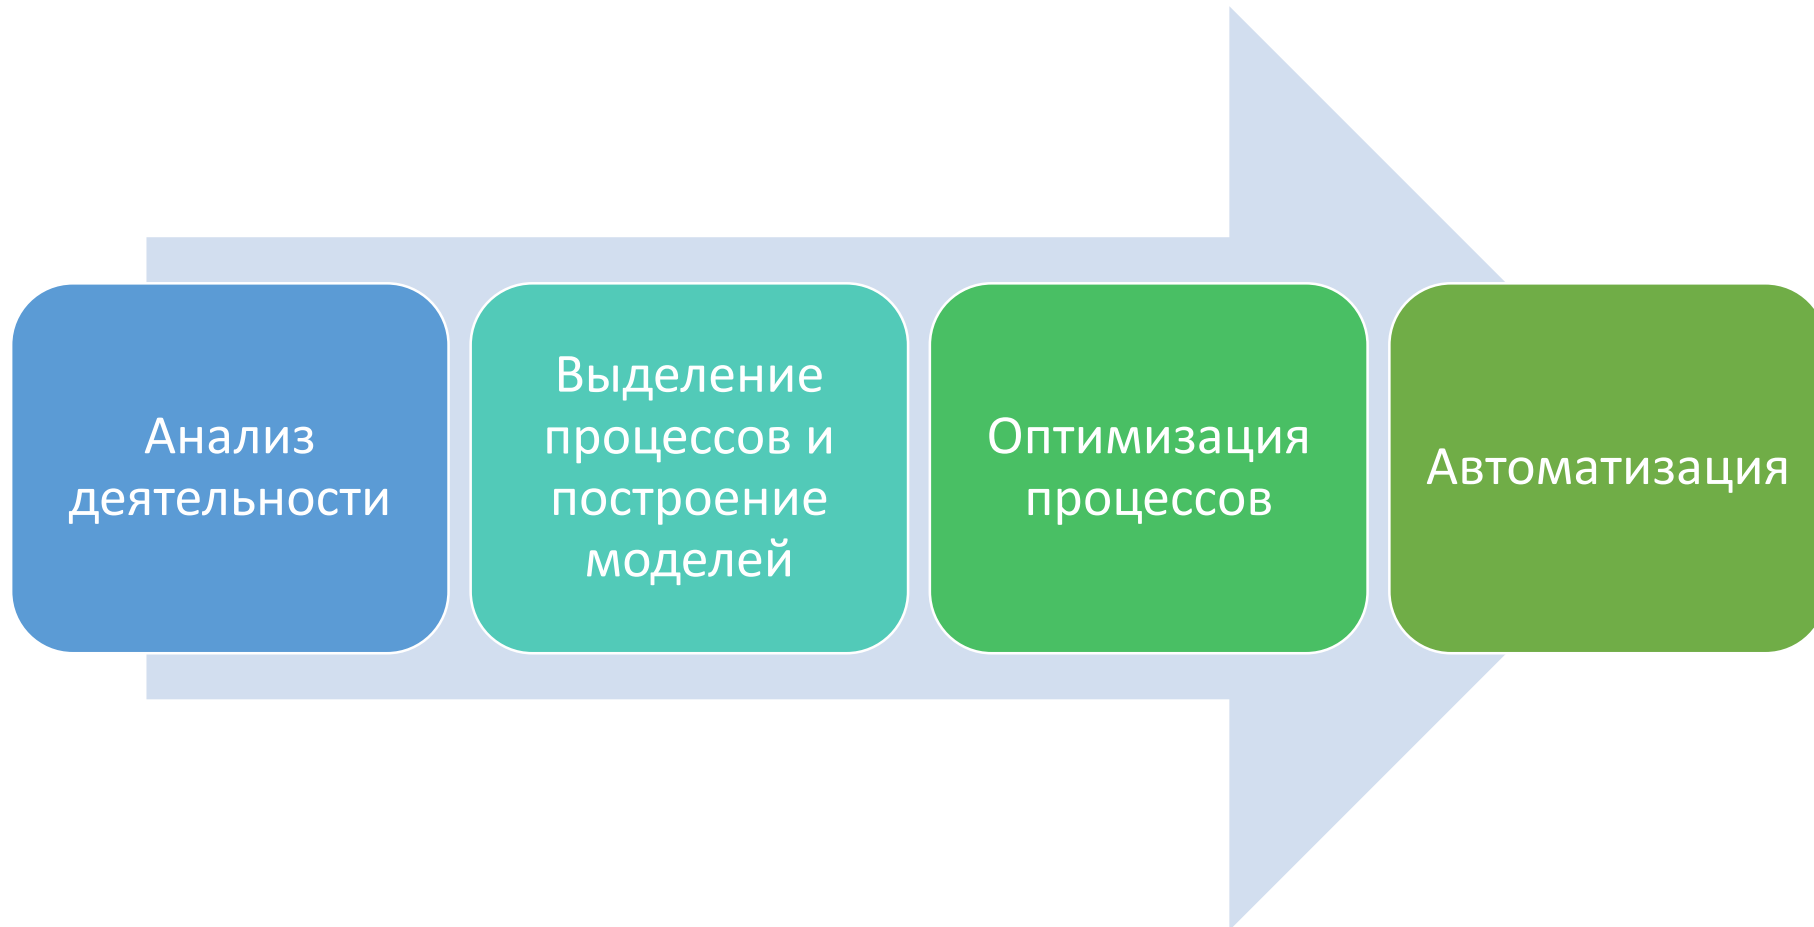 Анализ
деятельности
Выделение
процессов и
построение
моделей
Оптимизация
процессов
Автоматизация